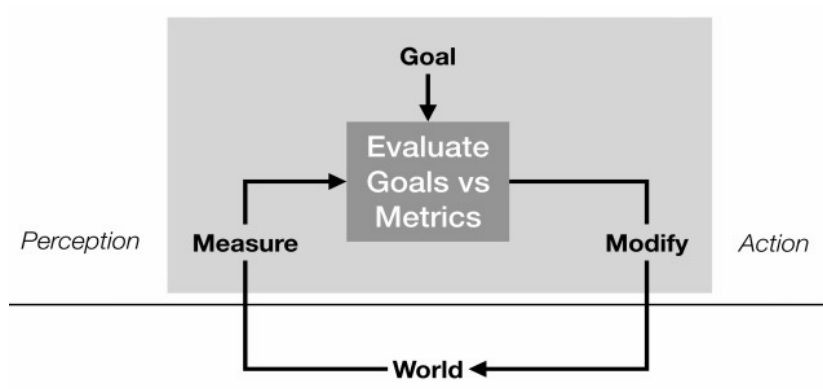 Goal
Evaluate
Goals vs
Metrics
Perception
Measure
Modify
Action
World